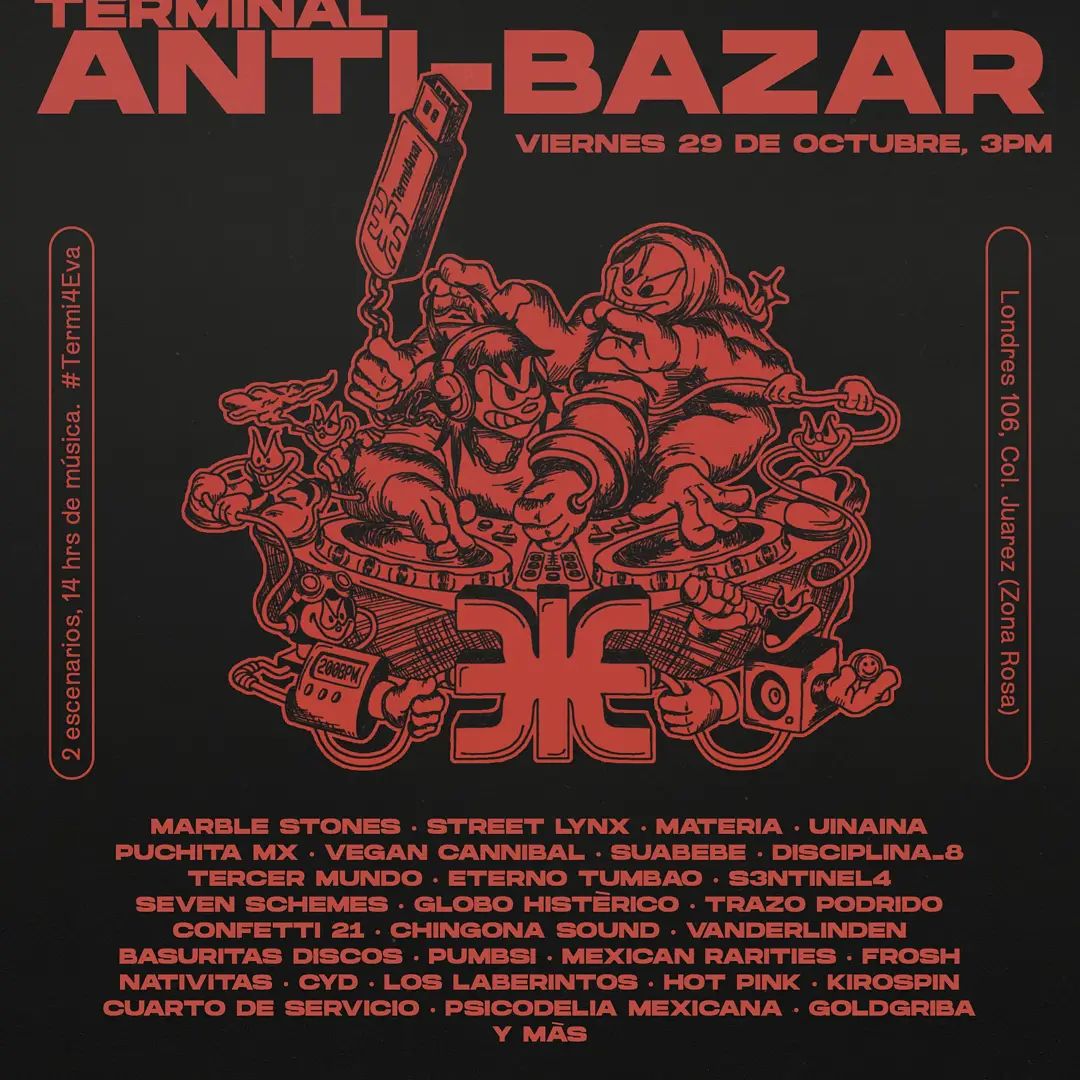 TERMINAL
ANTI-BAZAR
VIERNES 29 DE OCTUBRE, 3PM
TermiAnal
2 escenarios, 14 hrs de música. #Termi4Eva
Londres 106, Col. Juarez (Zona Rosa)
200BPM
MARBLE STONES · STREET LYNX · MATERIA · UINAINA
PUCHITA MX · VEGAN CANNIBAL · SUABEBE · DISCIPLINA_8
TERCER MUNDO · ETERNO TUMBAO · S3NTINEL4
SEVEN SCHEMES · GLOBO HISTÈRICO · TRAZO PODRIDO
CONFETTI 21 · CHINGONA SOUND · VANDERLINDEN
BASURITAS DISCOS · PUMBSI · MEXICAN RARITIES · FROSH
NATIVITAS · CYD · LOS LABERINTOS · HOT PINK · KIROSPIN
CUARTO DE SERVICIO · PSICODELIA MEXICANA · GOLDGRIBA
Y MÀS